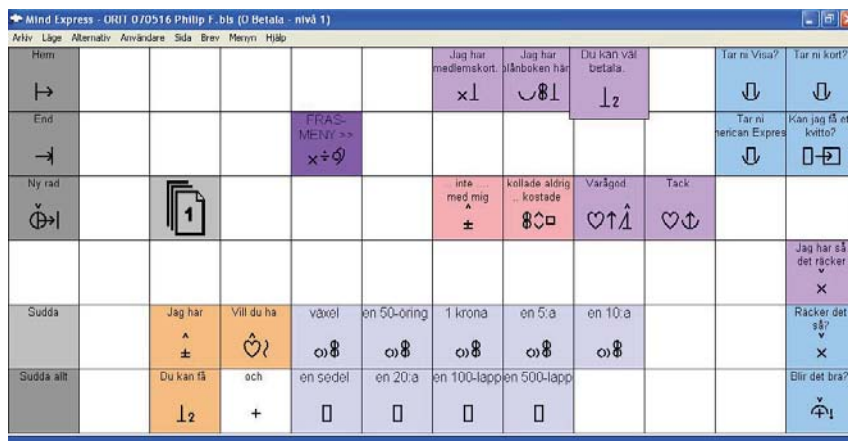 Mind Express - ORIT 070516 Philip F.bls (0 Betala - nivå 1)
Arkiv Läge Alternativ Användare Sida Brev Menyn Hjälp
Hem
Jag har
medlemskort.
Jag har
plånboken här
Du kan väl
betala.
Tar ni Visa?
Tar ni kort?
End
FRAS-
MENY >>
Tar ni
merican Expres
Kan jag få et
kvitto?
Ny rad
1
... inte ....
med mig
kollade aldrig
.. kostade
Varågod
Tack
Jag har så
det räcker
Sudda
Jag har
Vill du ha
växel
en 50-öring
1 krona
en 5:a
en 10:a
Räcker det
så?
Sudda allt
Du kan få
och
en sedel
en 20:a
en 100-lapp
en 500-lapp
Blir det bra?